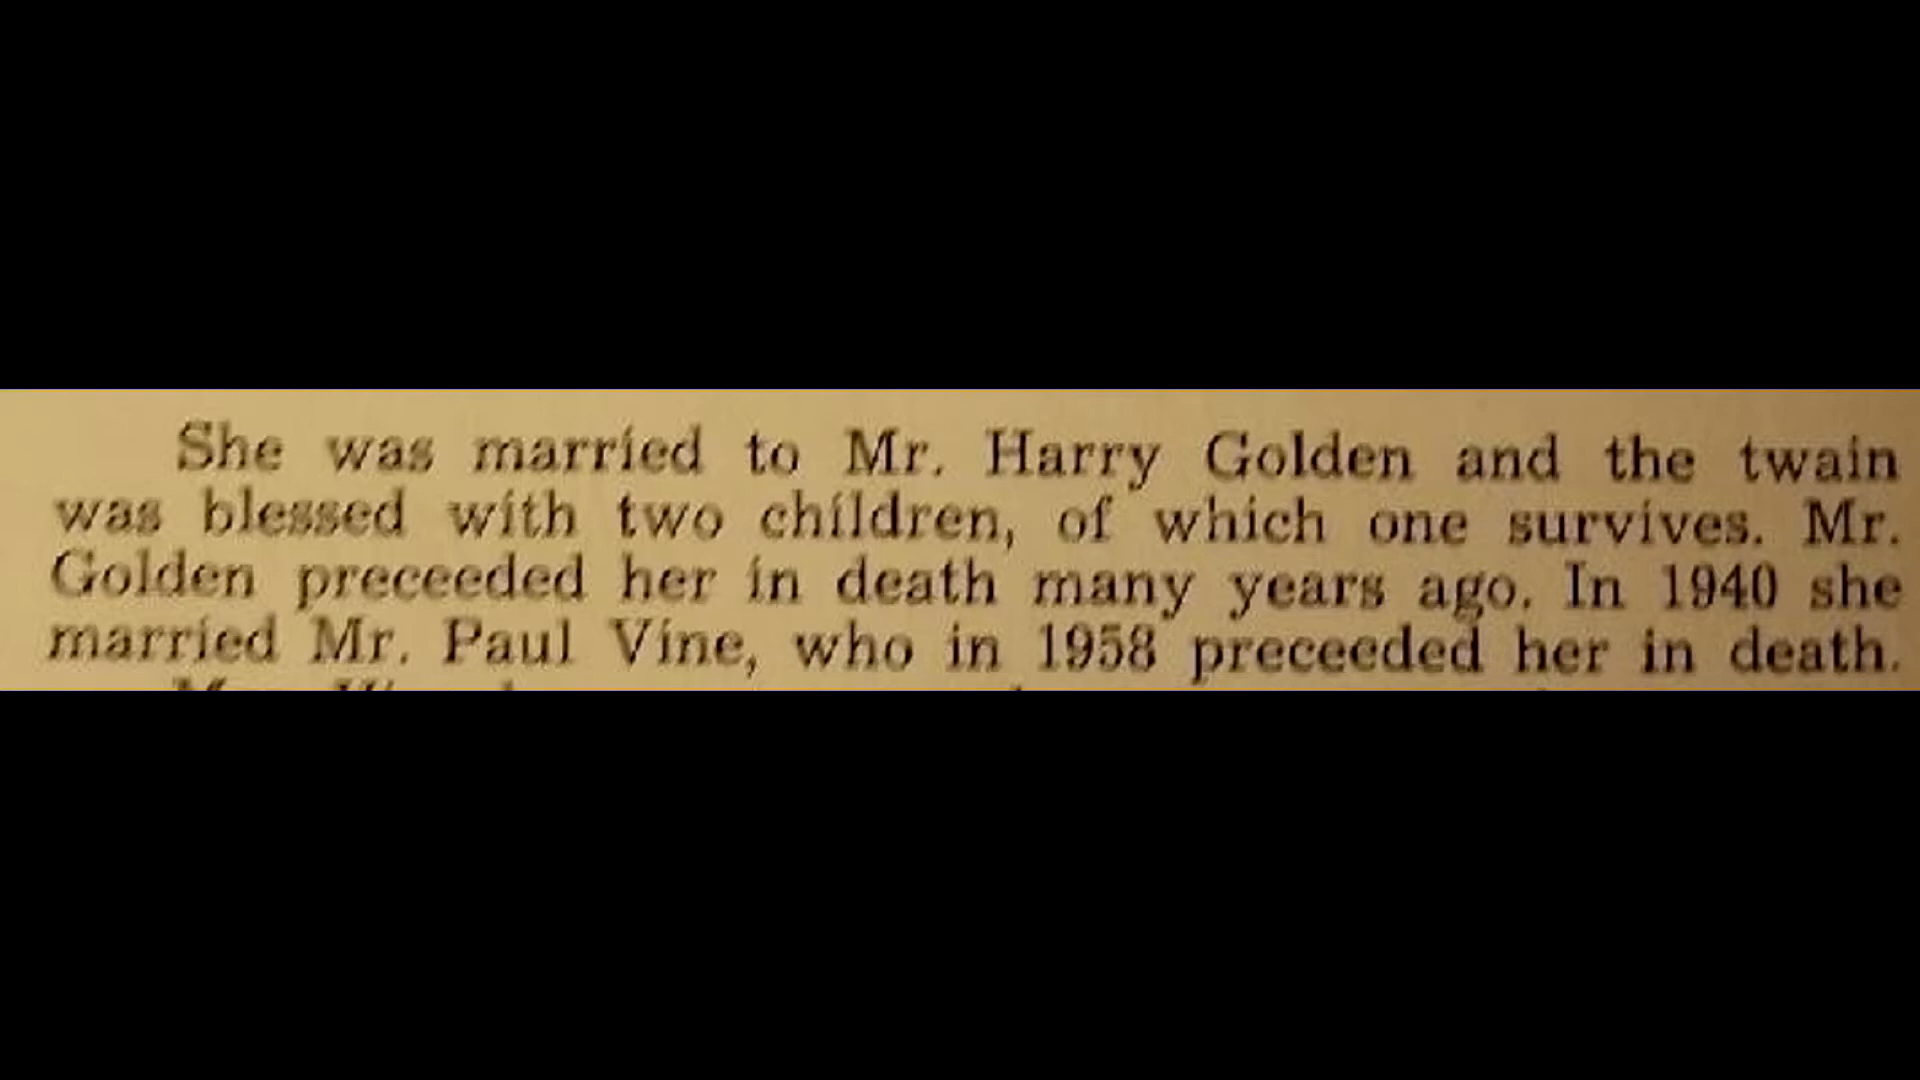 She was married to Mr. Harry Golden and the twain
was blessed with two children, of which one survives. Mr.
Golden preceeded her in death many years ago. In 1940 she
married Mr. Paul Vine, who in 1958 preceeded her in death.